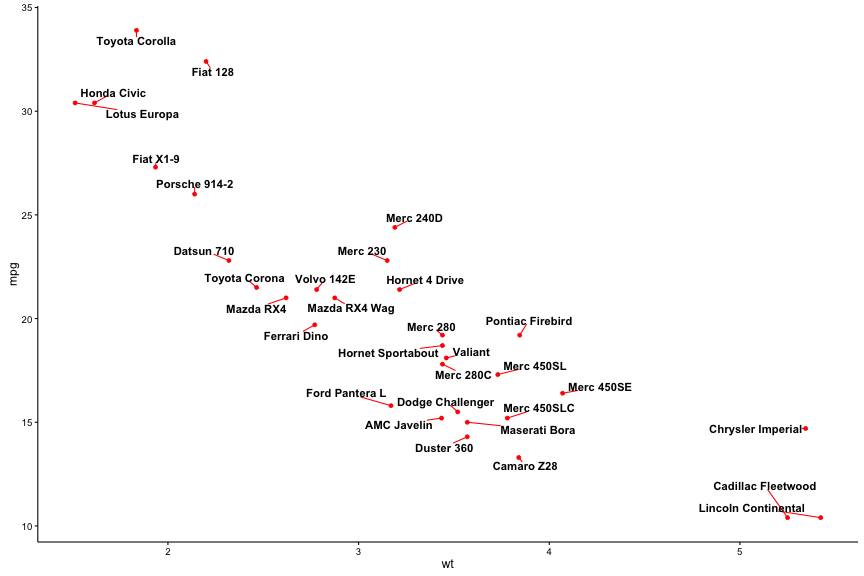 35
Toyota Corolla
Fiat 128
Honda Civic
30
Lotus Europa
Fiat X1-9
Porsche 914-2
25
Merc 240D
Datsun 710
Merc 230
Toyota Corona
Volvo 142E
Hornet 4 Drive
mpg
Mazda RX4
Mazda RX4 Wag
20
Pontiac Firebird
Merc 280
Ferrari Dino
Hornet Sportabout
Valiant
Merc 450SL
Merc 280C
Merc 450SE
Ford Pantera L
Dodge Challenger
Merc 450SLC
15
AMC Javelin
Maserati Bora
Chrysler Imperial
Duster 360
Camaro Z28
Cadillac Fleetwood
Lincoln Continental
10
2
3
4
5
wt